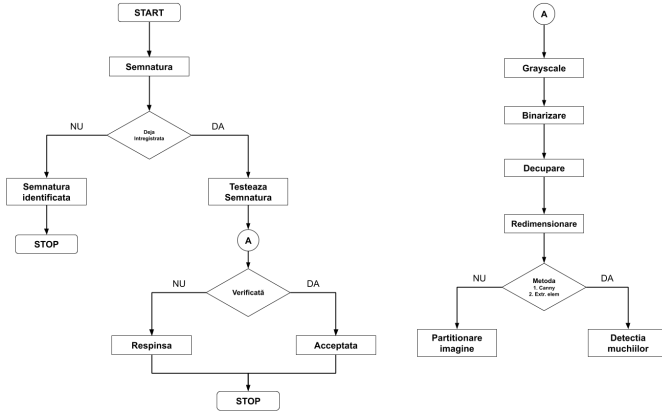 START
Semnatura
Deja
Intregistrata
NU
DA
Semnatura
identificata
STOP
Testeaza
Semnatura
A
Verificată
NU
DA
Respinsa
Acceptata
STOP
A
Grayscale
Binarizare
Decupare
Redimensionare
Metoda
1. Canny
2. Extr. elem
NU
DA
Partitionare
imagine
Detectia
muchiilor